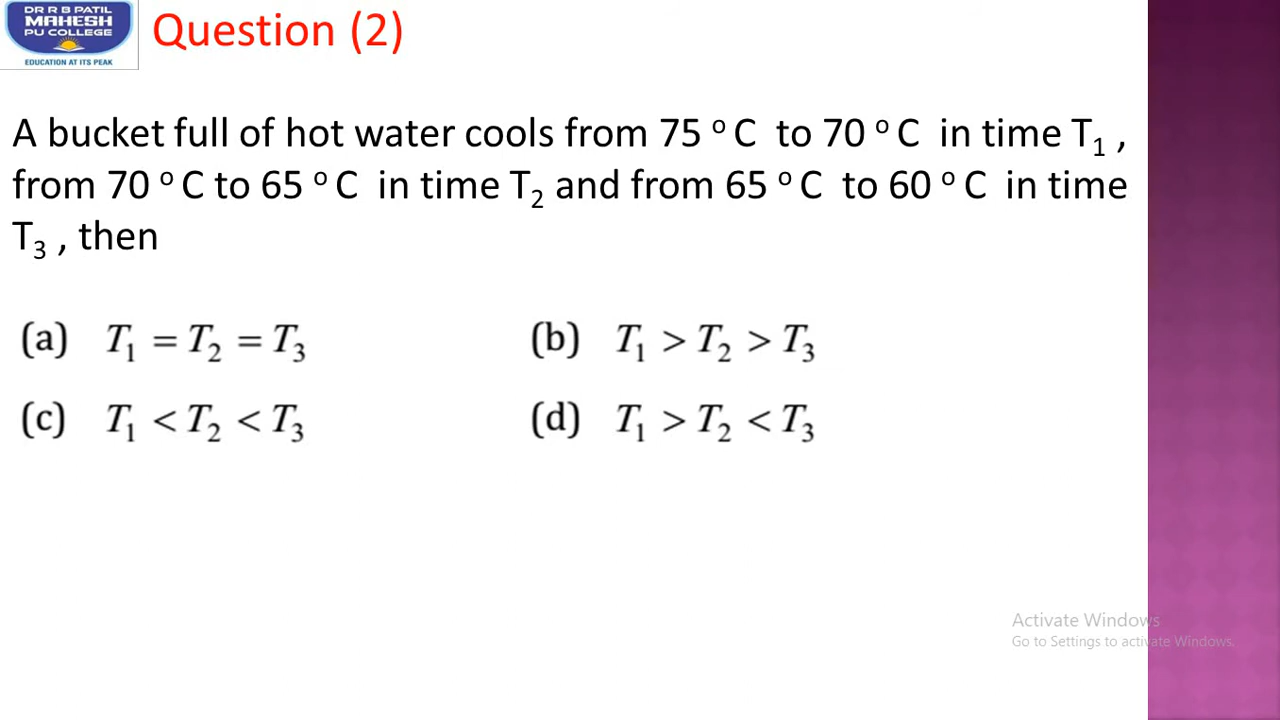 DR R B PATIL
MAHESH
PU COLLEGE
EDUCATION AT ITS PEAK
Question (2)
A bucket full of hot water cools from 75 ᵒ C to 70 ᵒ C in time T₁ ,
from 70 ᵒ C to 65 ᵒ C in time T₂ and from 65 ᵒ C to 60 ᵒ C in time
T₃ , then
(a) T₁ = T₂ = T₃ (b) T₁ > T₂ > T₃
(c) T₁ < T₂ < T₃ (d) T₁ > T₂ < T₃
Activate Windows
Go to Settings to activate Windows.